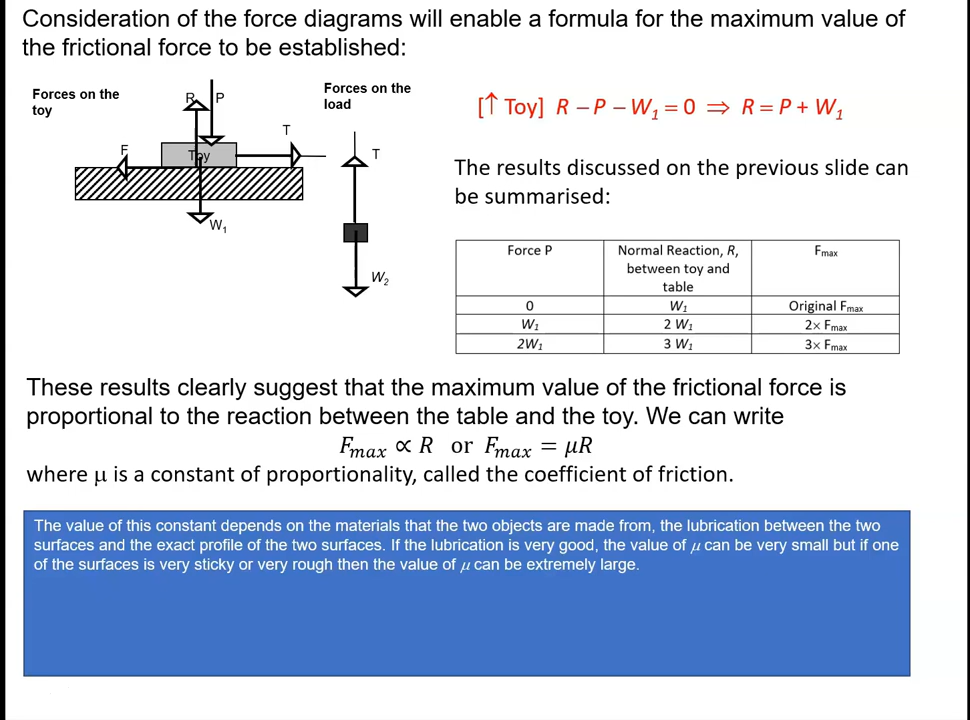 Consideration of the force diagrams will enable a formula for the maximum value of
the frictional force to be established:
Forces on the
toy
R
P
T
F
Toy
W₁
Forces on the
load
T
W₂
[↑ Toy] R − P − W₁ = 0 ⇒ R = P + W₁
The results discussed on the previous slide can
be summarised:
Force P
Normal Reaction, R,
between toy and
table
Fmax
0 W₁ Original Fmax
W₁ 2 W₁ 2× Fmax
2W₁ 3 W₁ 3× Fmax
These results clearly suggest that the maximum value of the frictional force is
proportional to the reaction between the table and the toy. We can write
Fmax ∝ R or Fmax = μR
where μ is a constant of proportionality, called the coefficient of friction.
The value of this constant depends on the materials that the two objects are made from, the lubrication between the two
surfaces and the exact profile of the two surfaces. If the lubrication is very good, the value of μ can be very small but if one
of the surfaces is very sticky or very rough then the value of μ can be extremely large.